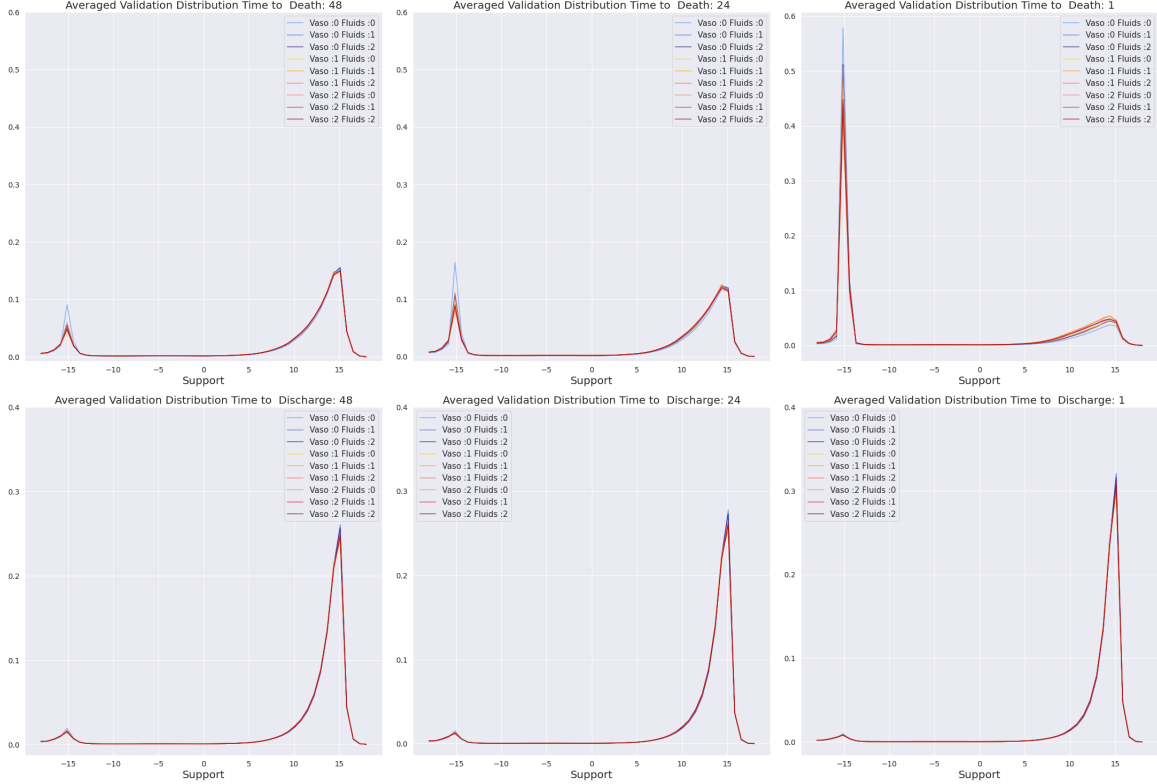 Averaged Validation Distribution Time to Death: 48
0.6
0.5
0.4
0.3
0.2
0.1
0.0
Vaso :0 Fluids :0
Vaso :0 Fluids :1
Vaso :0 Fluids :2
Vaso :1 Fluids :0
Vaso :1 Fluids :1
Vaso :1 Fluids :2
Vaso :2 Fluids :0
Vaso :2 Fluids :1
Vaso :2 Fluids :2
−15 −10 −5 0 5 10 15
Support
Averaged Validation Distribution Time to Death: 24
0.6
0.5
0.4
0.3
0.2
0.1
0.0
Vaso :0 Fluids :0
Vaso :0 Fluids :1
Vaso :0 Fluids :2
Vaso :1 Fluids :0
Vaso :1 Fluids :1
Vaso :1 Fluids :2
Vaso :2 Fluids :0
Vaso :2 Fluids :1
Vaso :2 Fluids :2
−15 −10 −5 0 5 10 15
Support
Averaged Validation Distribution Time to Death: 1
0.6
0.5
0.4
0.3
0.2
0.1
0.0
Vaso :0 Fluids :0
Vaso :0 Fluids :1
Vaso :0 Fluids :2
Vaso :1 Fluids :0
Vaso :1 Fluids :1
Vaso :1 Fluids :2
Vaso :2 Fluids :0
Vaso :2 Fluids :1
Vaso :2 Fluids :2
−15 −10 −5 0 5 10 15
Support
Averaged Validation Distribution Time to Discharge: 48
0.4
0.3
0.2
0.1
0.0
Vaso :0 Fluids :0
Vaso :0 Fluids :1
Vaso :0 Fluids :2
Vaso :1 Fluids :0
Vaso :1 Fluids :1
Vaso :1 Fluids :2
Vaso :2 Fluids :0
Vaso :2 Fluids :1
Vaso :2 Fluids :2
−15 −10 −5 0 5 10 15
Support
Averaged Validation Distribution Time to Discharge: 24
0.4
0.3
0.2
0.1
0.0
Vaso :0 Fluids :0
Vaso :0 Fluids :1
Vaso :0 Fluids :2
Vaso :1 Fluids :0
Vaso :1 Fluids :1
Vaso :1 Fluids :2
Vaso :2 Fluids :0
Vaso :2 Fluids :1
Vaso :2 Fluids :2
−15 −10 −5 0 5 10 15
Support
Averaged Validation Distribution Time to Discharge: 1
0.4
0.3
0.2
0.1
0.0
Vaso :0 Fluids :0
Vaso :0 Fluids :1
Vaso :0 Fluids :2
Vaso :1 Fluids :0
Vaso :1 Fluids :1
Vaso :1 Fluids :2
Vaso :2 Fluids :0
Vaso :2 Fluids :1
Vaso :2 Fluids :2
−15 −10 −5 0 5 10 15
Support